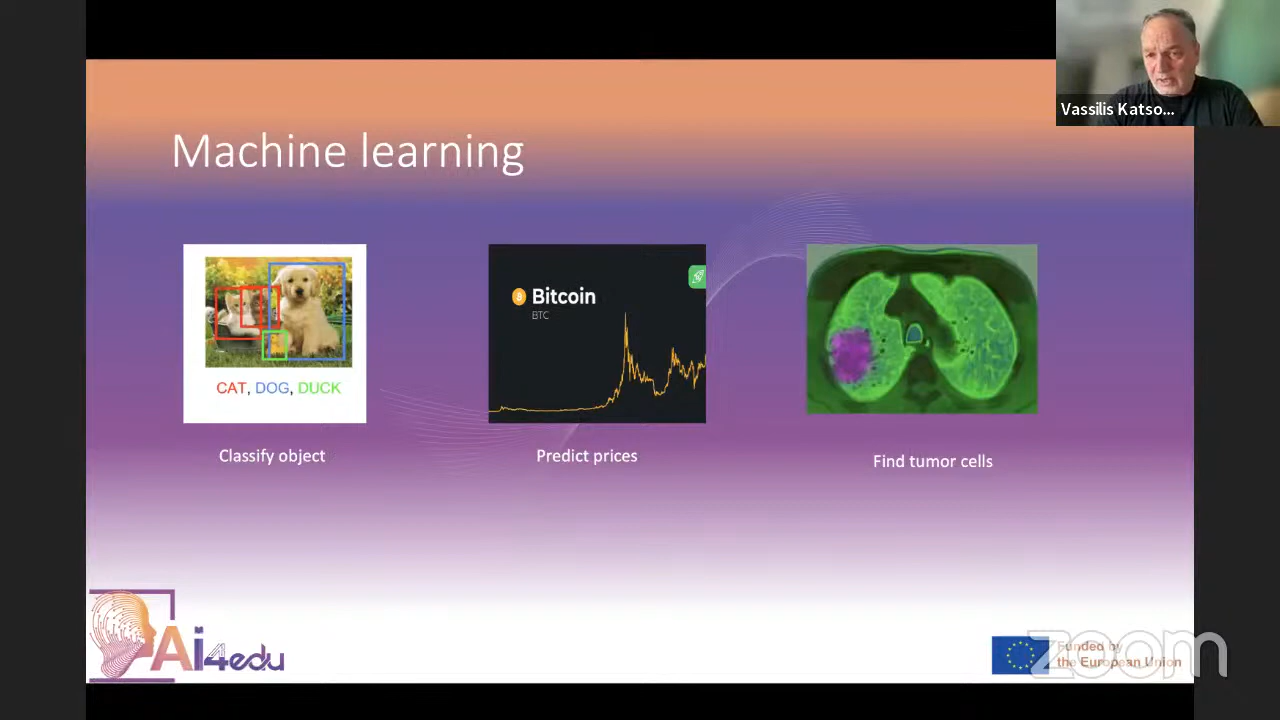 Vassilis Katso...
Machine learning
Bitcoin
BTC
CAT, DOG, DUCK
Classify object
Predict prices
Find tumor cells
Ai4edu
Funded by
the European Union
zoom